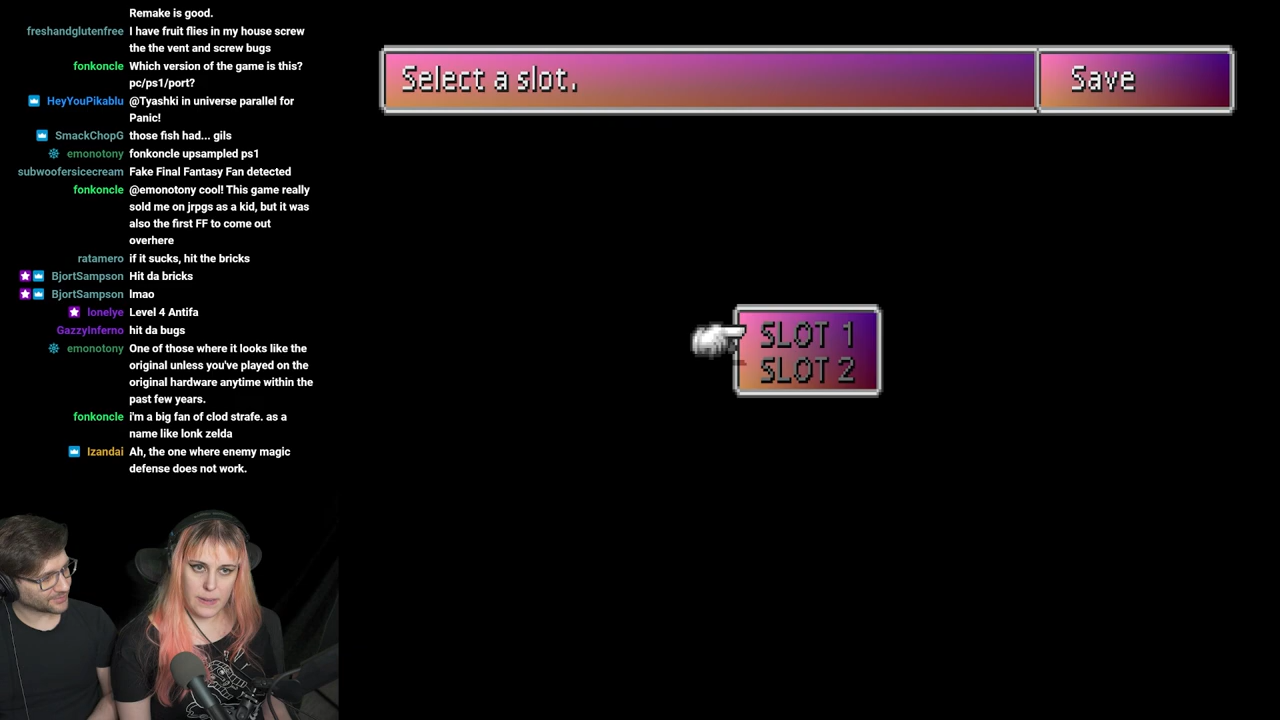 Remake is good.
freshandglutenfree I have fruit flies in my house screw
the the vent and screw bugs
fonkoncle Which version of the game is this?
pc/ps1/port?
HeyYouPikablu @Tyashki in universe parallel for
Panic!
SmackChopG those fish had... gils
emonotony fonkoncle upsampled ps1
subwoofersicecream Fake Final Fantasy Fan detected
fonkoncle @emonotony cool! This game really
sold me on jrpgs as a kid, but it was
also the first FF to come out
overhere
ratamero if it sucks, hit the bricks
BjortSampson Hit da bricks
BjortSampson lmao
lonelye Level 4 Antifa
GazzyInferno hit da bugs
emonotony One of those where it looks like the
original unless you've played on the
original hardware anytime within the
past few years.
fonkoncle i'm a big fan of clod strafe. as a
name like lonk zelda
Izandai Ah, the one where enemy magic
defense does not work.
Select a slot.
Save
SLOT 1
SLOT 2